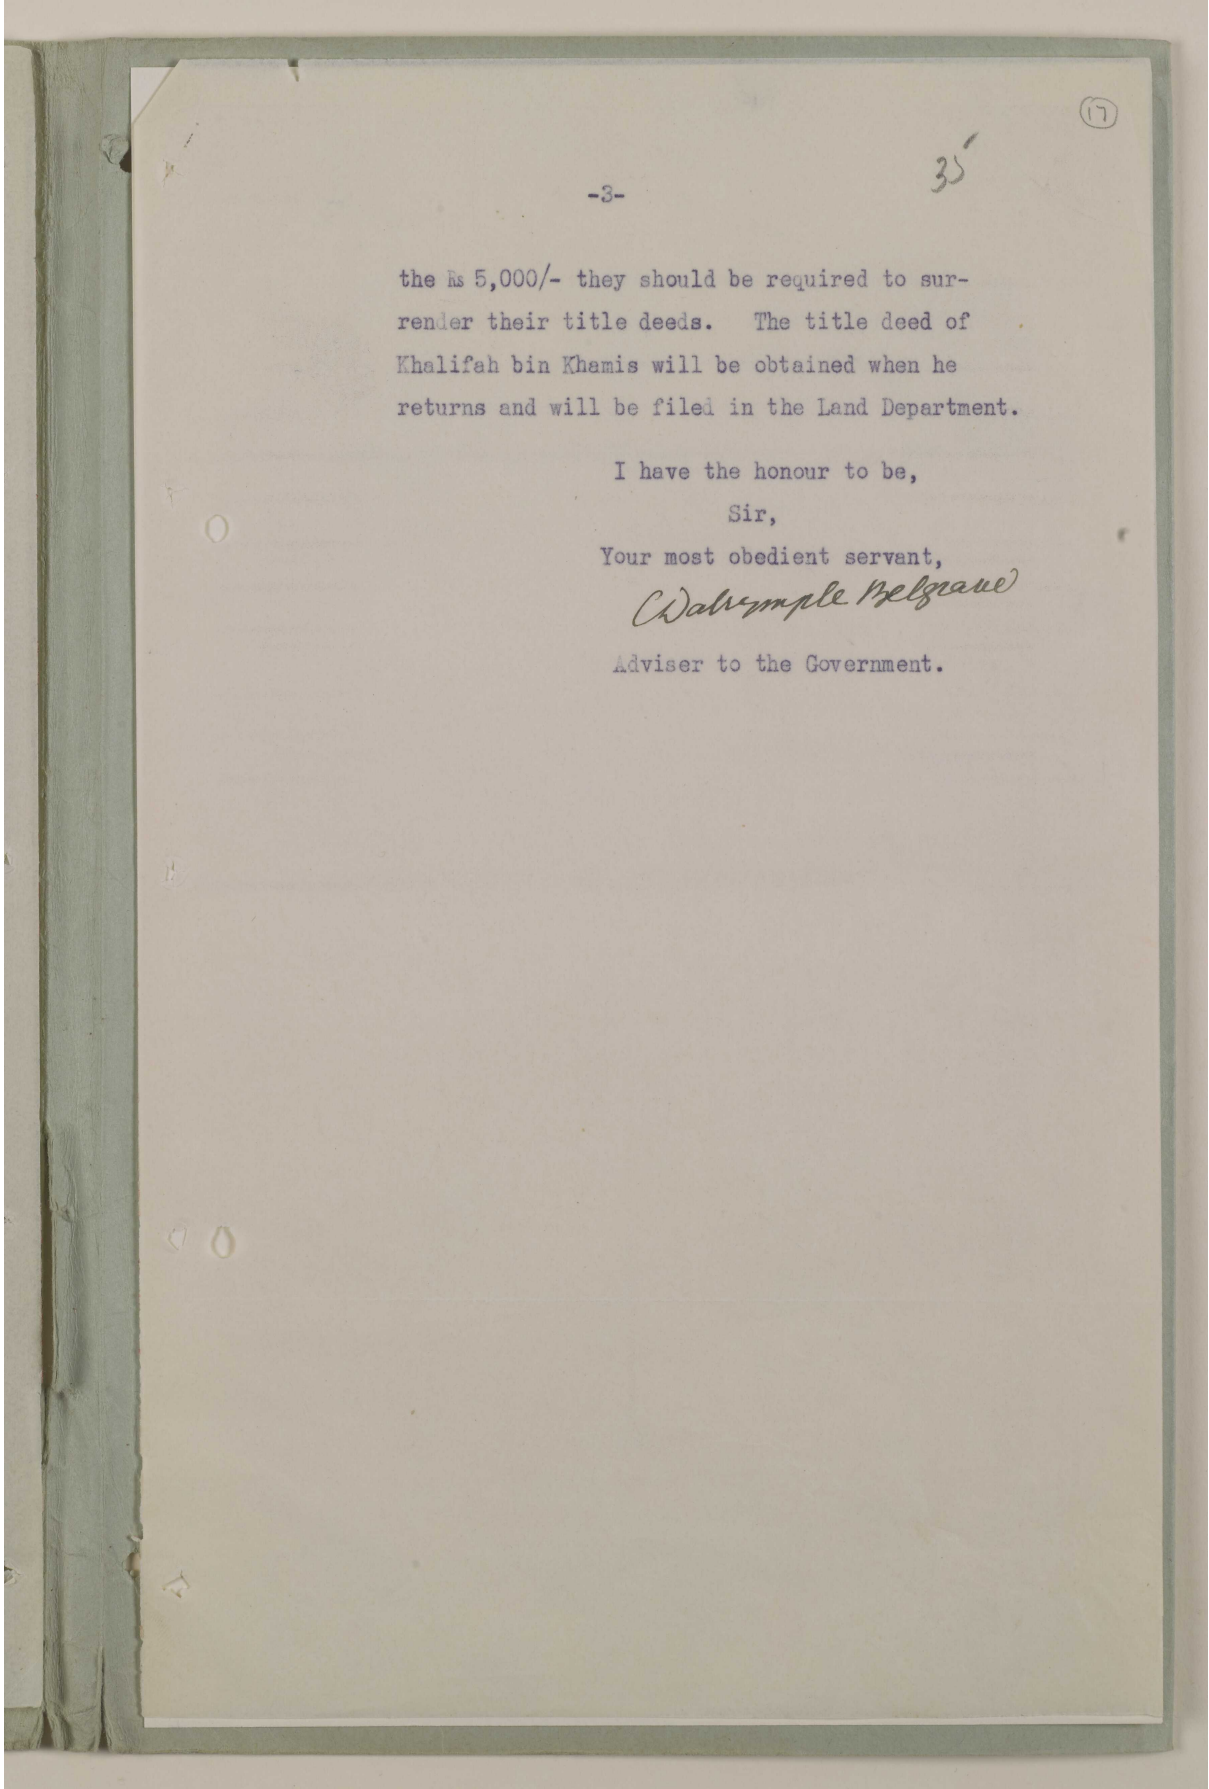 17
35
-3-
the Rs 5,000/- they should be required to sur-
render their title deeds. The title deed of
Khalifah bin Khamis will be obtained when he
returns and will be filed in the Land Department.
I have the honour to be,
Sir,
Your most obedient servant,
CDalrymple Belgrave
Adviser to the Government.